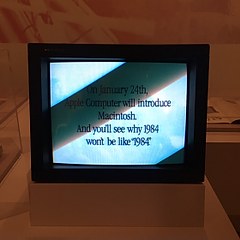 On January 24th,
Apple Computer will introduce
Macintosh.
And you'll see why 1984
won't be like "1984"